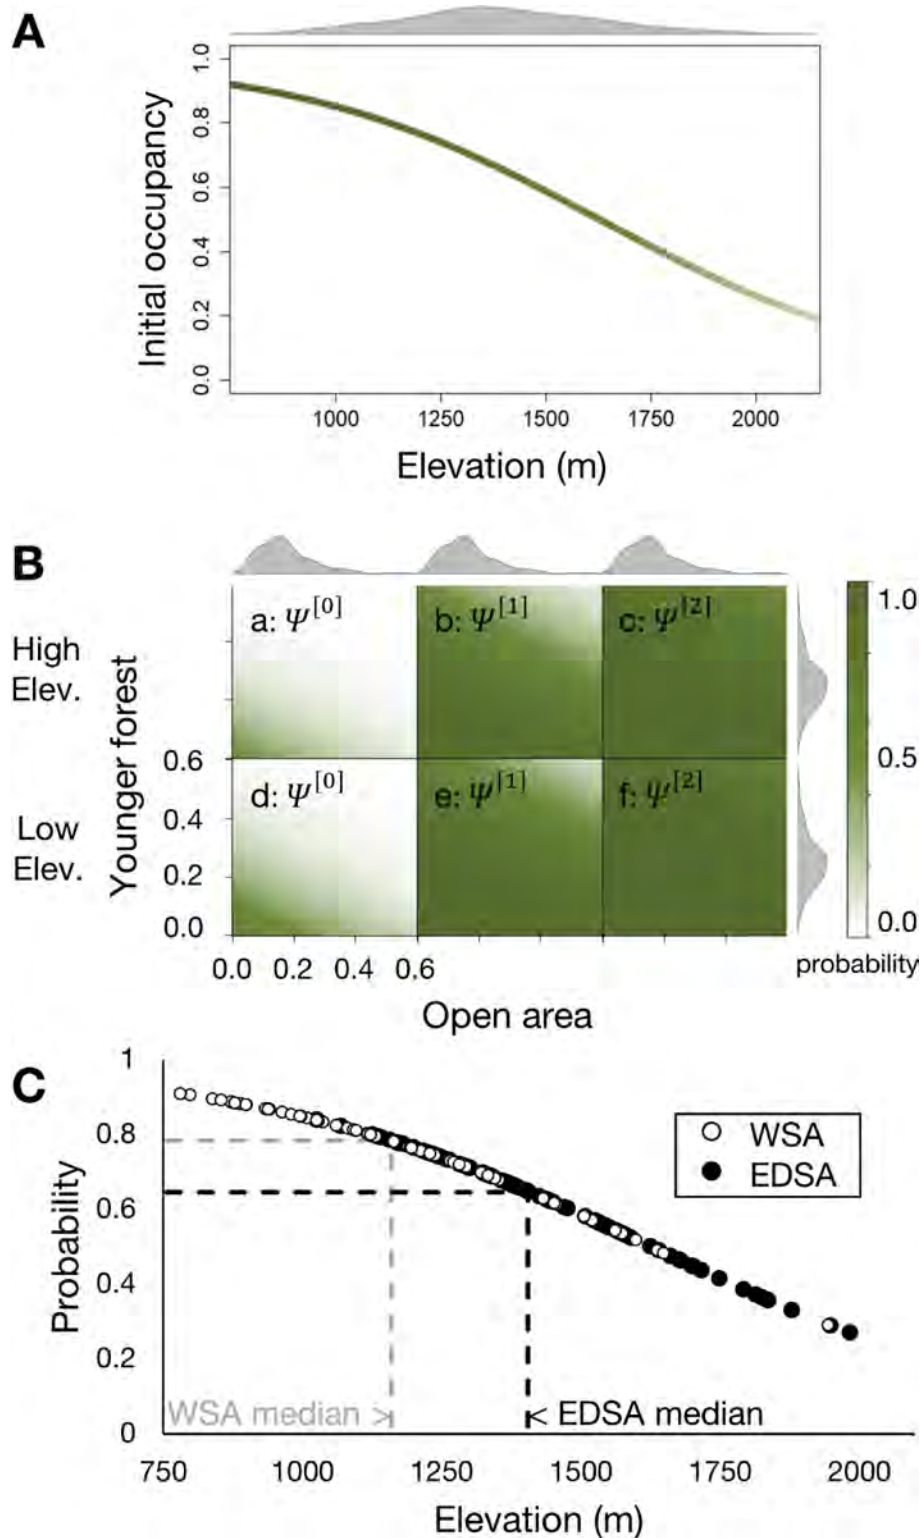 A
Initial occupancy
1.0
0.8
0.6
0.4
0.2
0.0
1000 1250 1500 1750 2000
Elevation (m)
B
High
Elev.
Low
Elev.
Younger forest
0.6
0.4
0.2
0.0
a: Ψ[0]
b: Ψ[1]
c: Ψ[2]
d: Ψ[0]
e: Ψ[1]
f: Ψ[2]
0.0 0.2 0.4 0.6
Open area
1.0
0.5
0.0
probability
C
Probability
1
0.8
0.6
0.4
0.2
0
WSA
EDSA
WSA median >
< EDSA median
750 1000 1250 1500 1750 2000
Elevation (m)